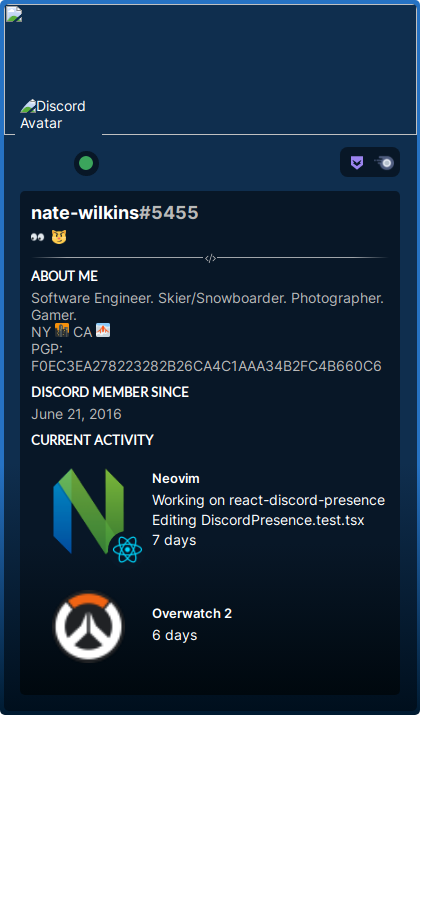 Discord
Avatar
nate-wilkins#5455
</>
ABOUT ME
Software Engineer. Skier/Snowboarder. Photographer.
Gamer.
NY CA
PGP:
F0EC3EA278223282B26CA4C1AAA34B2FC4B660C6
DISCORD MEMBER SINCE
June 21, 2016
CURRENT ACTIVITY
Neovim
Working on react-discord-presence
Editing DiscordPresence.test.tsx
7 days
Overwatch 2
6 days